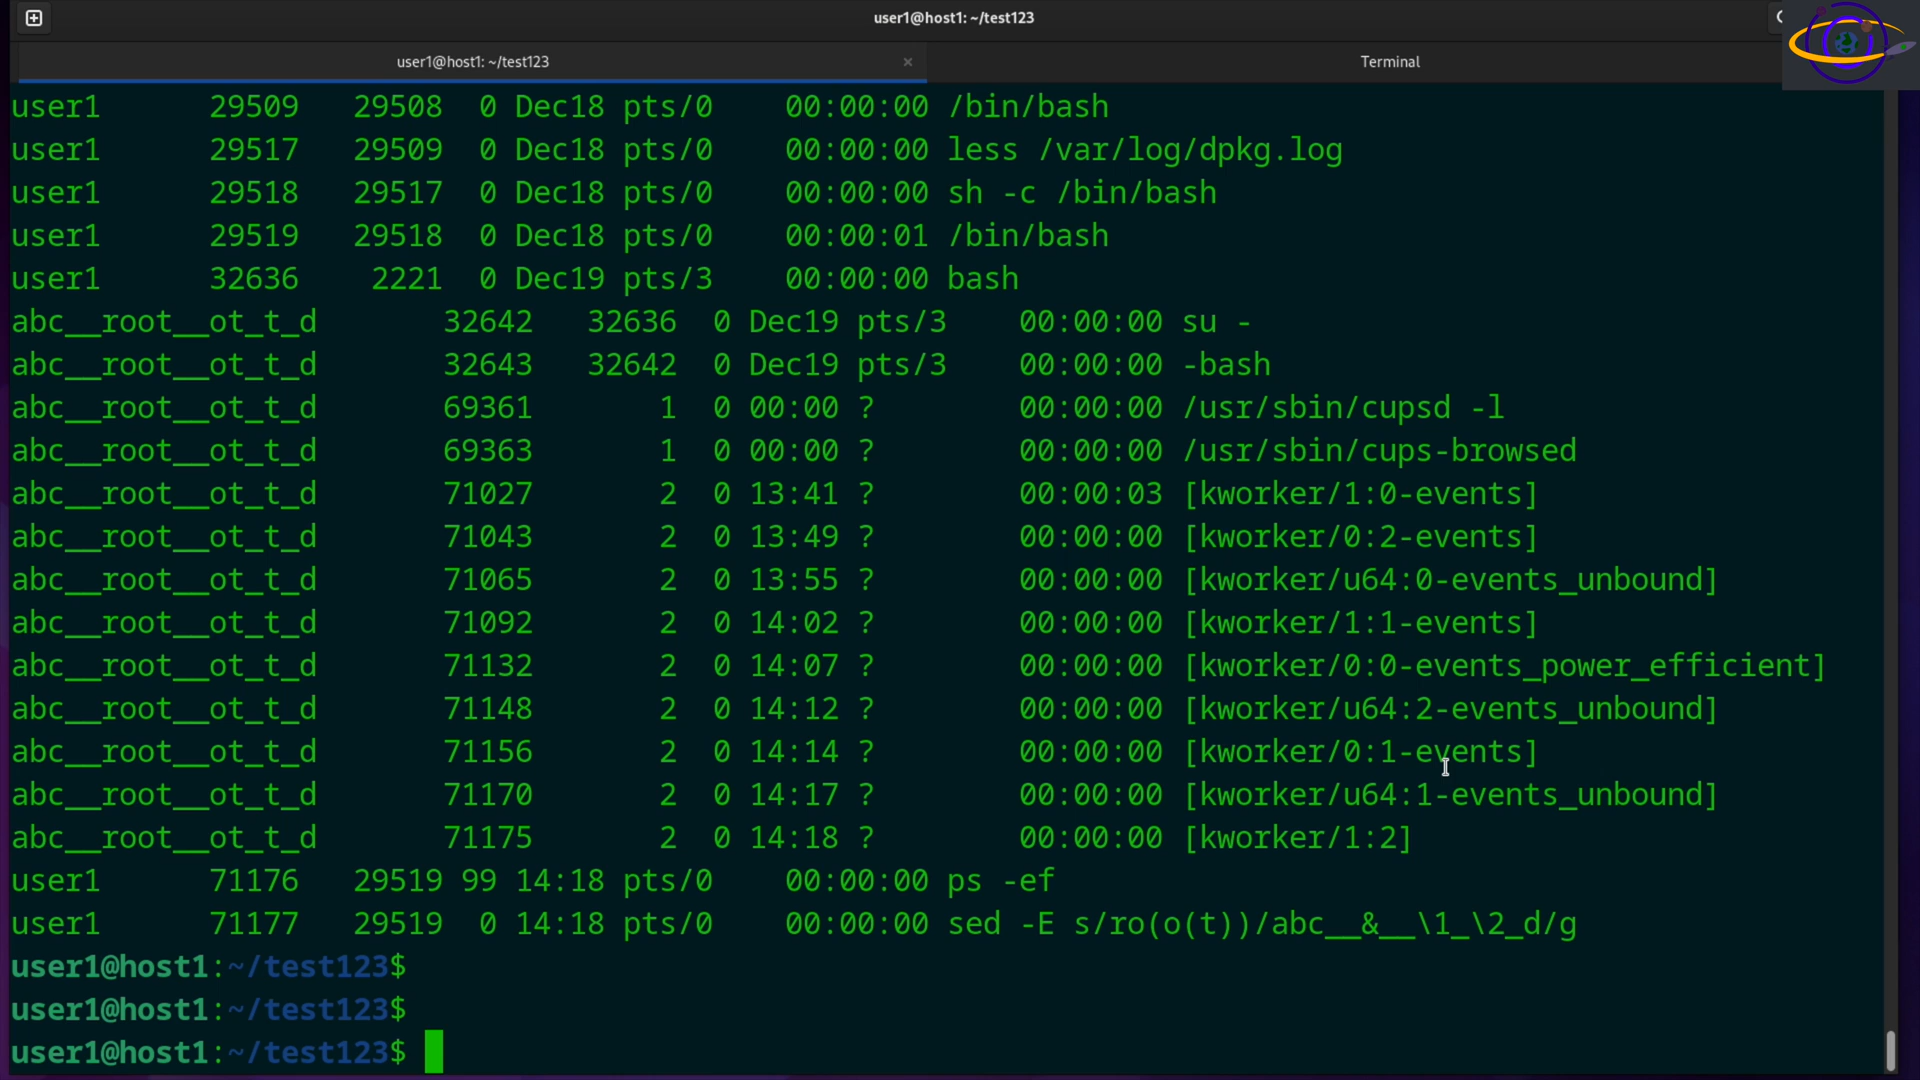 user1@host1: ~/test123
user1@host1: ~/test123 × Terminal
user1 29509 29508 0 Dec18 pts/0 00:00:00 /bin/bash
user1 29517 29509 0 Dec18 pts/0 00:00:00 less /var/log/dpkg.log
user1 29518 29517 0 Dec18 pts/0 00:00:00 sh -c /bin/bash
user1 29519 29518 0 Dec18 pts/0 00:00:01 /bin/bash
user1 32636 2221 0 Dec19 pts/3 00:00:00 bash
abc__root__ot_t_d 32642 32636 0 Dec19 pts/3 00:00:00 su -
abc__root__ot_t_d 32643 32642 0 Dec19 pts/3 00:00:00 -bash
abc__root__ot_t_d 69361 1 0 00:00 ? 00:00:00 /usr/sbin/cupsd -l
abc__root__ot_t_d 69363 1 0 00:00 ? 00:00:00 /usr/sbin/cups-browsed
abc__root__ot_t_d 71027 2 0 13:41 ? 00:00:03 [kworker/1:0-events]
abc__root__ot_t_d 71043 2 0 13:49 ? 00:00:00 [kworker/0:2-events]
abc__root__ot_t_d 71065 2 0 13:55 ? 00:00:00 [kworker/u64:0-events_unbound]
abc__root__ot_t_d 71092 2 0 14:02 ? 00:00:00 [kworker/1:1-events]
abc__root__ot_t_d 71132 2 0 14:07 ? 00:00:00 [kworker/0:0-events_power_efficient]
abc__root__ot_t_d 71148 2 0 14:12 ? 00:00:00 [kworker/u64:2-events_unbound]
abc__root__ot_t_d 71156 2 0 14:14 ? 00:00:00 [kworker/0:1-events]
abc__root__ot_t_d 71170 2 0 14:17 ? 00:00:00 [kworker/u64:1-events_unbound]
abc__root__ot_t_d 71175 2 0 14:18 ? 00:00:00 [kworker/1:2]
user1 71176 29519 99 14:18 pts/0 00:00:00 ps -ef
user1 71177 29519 0 14:18 pts/0 00:00:00 sed -E s/ro(o(t))/abc__&__\1_\2_d/g
user1@host1:~/test123$
user1@host1:~/test123$
user1@host1:~/test123$